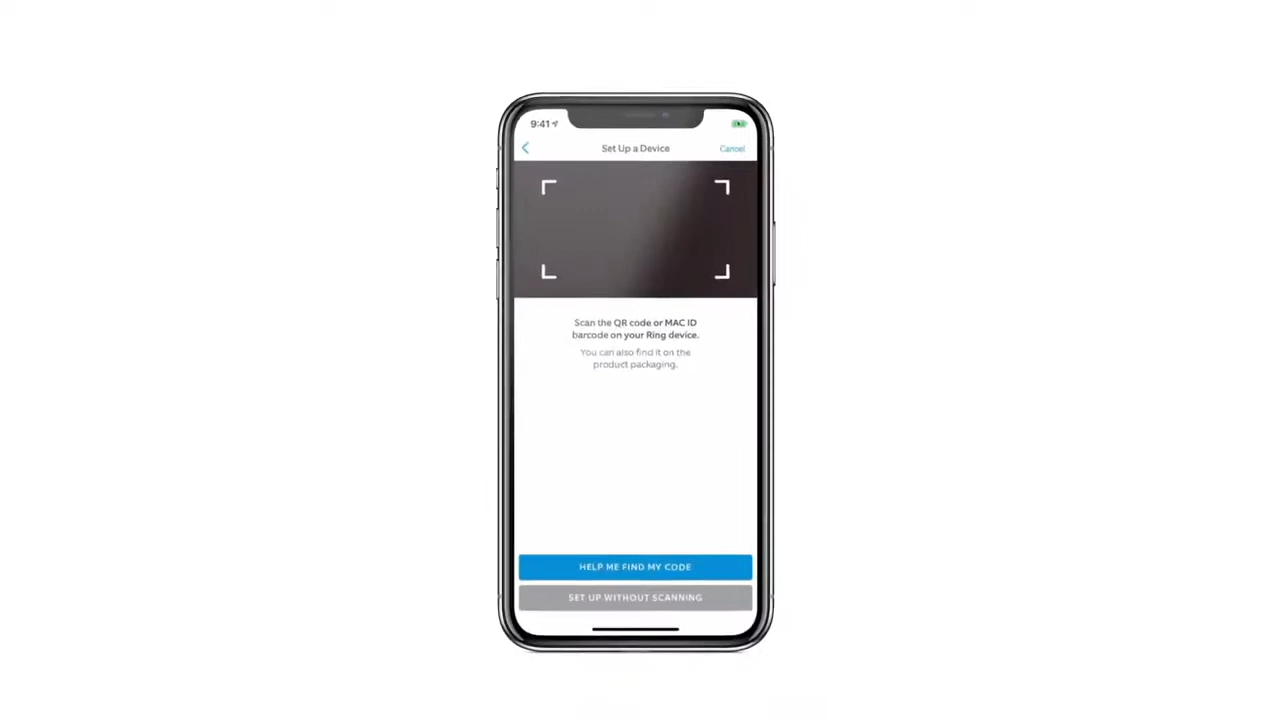 9:41
Set Up a Device
Cancel
Scan the QR code or MAC ID
barcode on your Ring device.
You can also find it on the
product packaging.
HELP ME FIND MY CODE
SET UP WITHOUT SCANNING